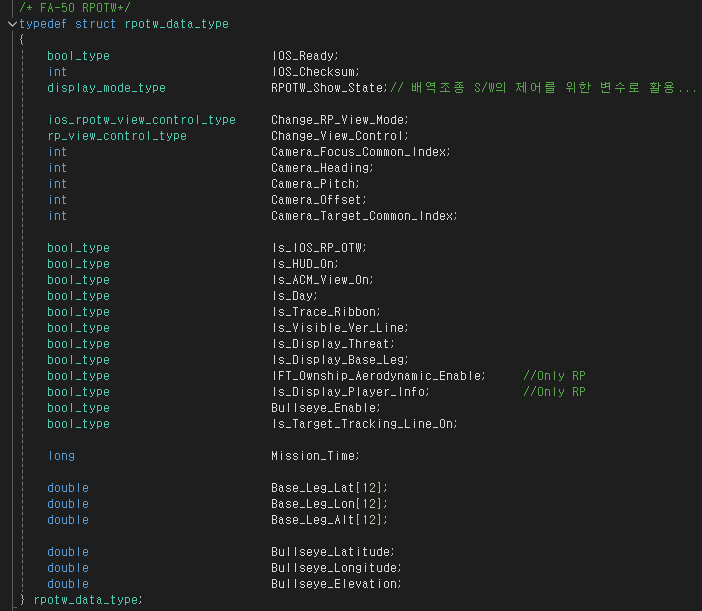 /* FA-50 RPOTW*/
typedef struct rpotw_data_type
{
bool_type IOS_Ready;
int IOS_Checksum;
display_mode_type RPOTW_Show_State; // 배역조종 S/W의 제어를 위한 변수로 활용...
ios_rpotw_view_control_type Change_RP_View_Mode;
rp_view_control_type Change_View_Control;
int Camera_Focus_Common_Index;
int Camera_Heading;
int Camera_Pitch;
int Camera_Offset;
int Camera_Target_Common_Index;
bool_type Is_IOS_RP_OTW;
bool_type Is_HUD_On;
bool_type Is_ACM_View_On;
bool_type Is_Day;
bool_type Is_Trace_Ribbon;
bool_type Is_Visible_Ver_Line;
bool_type Is_Display_Threat;
bool_type Is_Display_Base_Leg;
bool_type IFT_Ownship_Aerodynamic_Enable; //Only RP
bool_type Is_Display_Player_Info; //Only RP
bool_type Bullseye_Enable;
bool_type Is_Target_Tracking_Line_On;
long Mission_Time;
double Base_Leg_Lat[12];
double Base_Leg_Lon[12];
double Base_Leg_Alt[12];
double Bullseye_Latitude;
double Bullseye_Longitude;
double Bullseye_Elevation;
} rpotw_data_type;